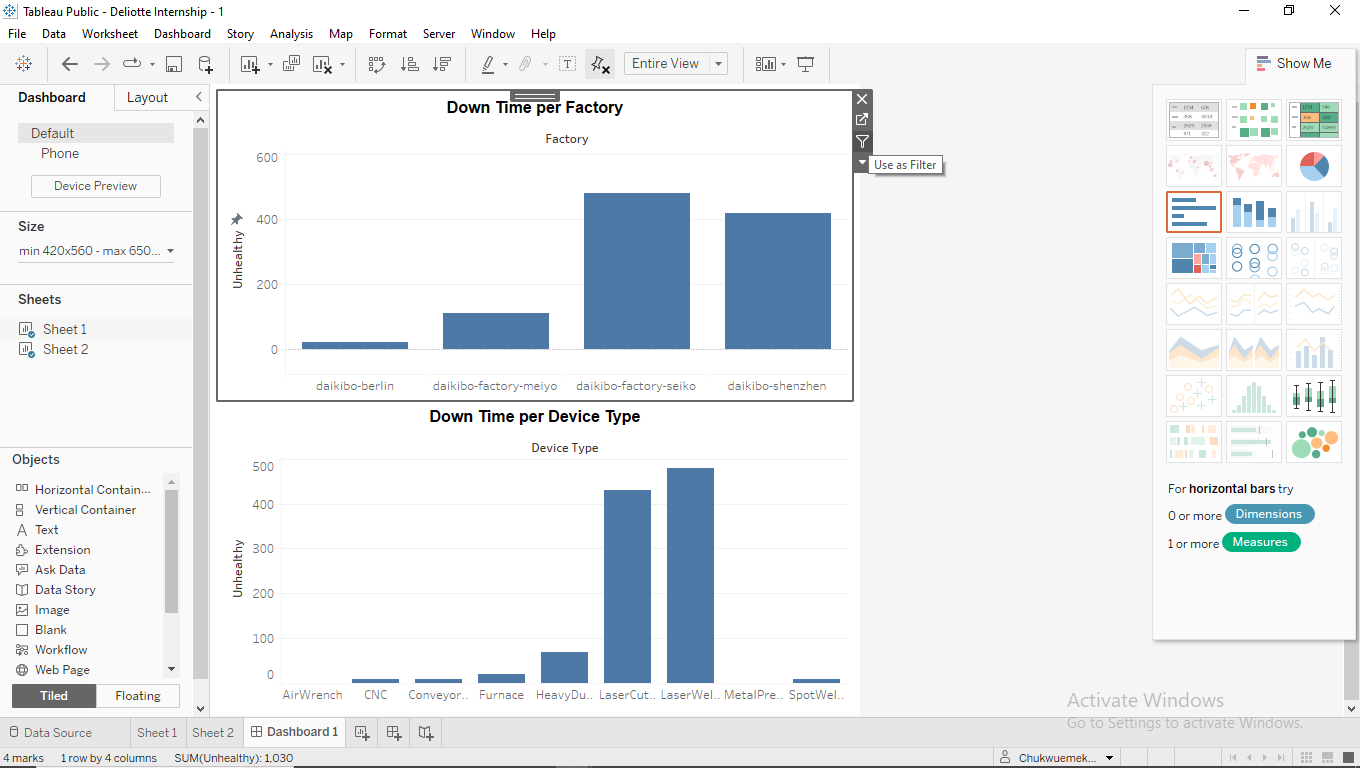 Tableau Public - Deliotte Internship - 1
File Data Worksheet Dashboard Story Analysis Map Format Server Window Help
Entire View
Show Me
Dashboard Layout
Default
Phone
Device Preview
Size
min 420x560 - max 650...
Sheets
Sheet 1
Sheet 2
Objects
Horizontal Contain...
Vertical Container
Text
Extension
Ask Data
Data Story
Image
Blank
Workflow
Web Page
Tiled Floating
Down Time per Factory
Factory
Use as Filter
600
400
200
0
Unhealthy
daikibo-berlin daikibo-factory-meiyo daikibo-factory-seiko daikibo-shenzhen
Down Time per Device Type
Device Type
500
400
300
200
100
0
Unhealthy
AirWrench CNC Conveyor.. Furnace HeavyDu.. LaserCut.. LaserWel.. MetalPre.. SpotWel..
For horizontal bars try
0 or more Dimensions
1 or more Measures
Activate Windows
Go to Settings to activate Windows.
Data Source Sheet 1 Sheet 2 Dashboard 1
4 marks 1 row by 4 columns SUM(Unhealthy): 1,030 Chukwuemek...